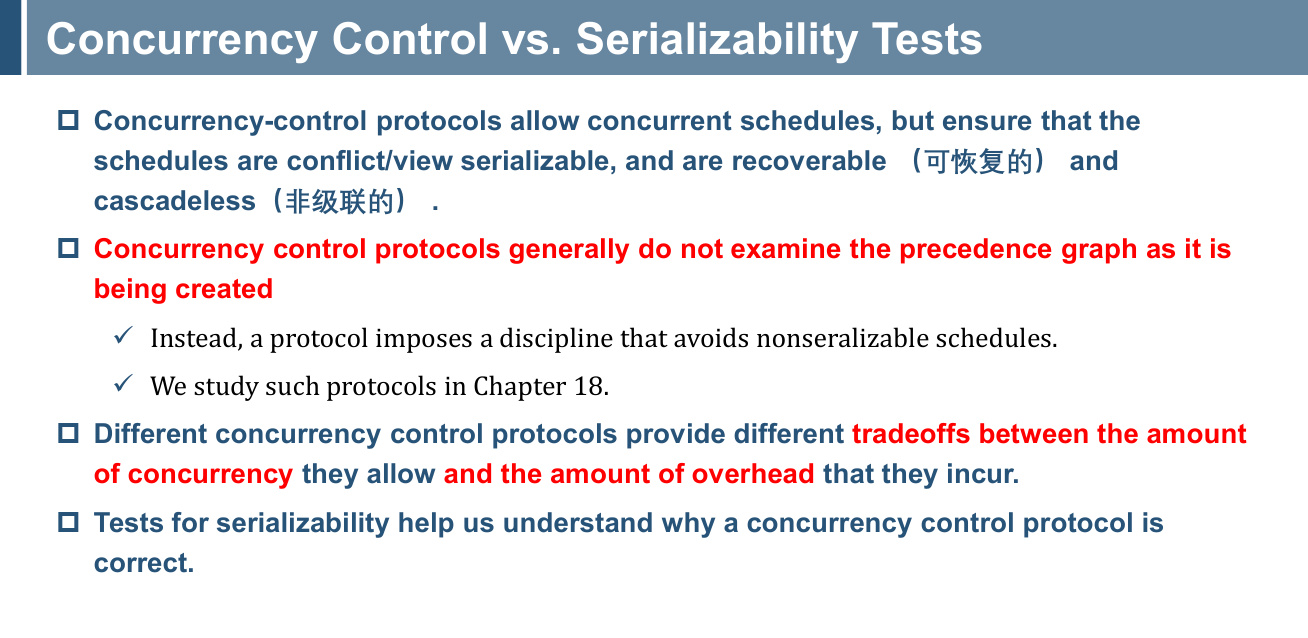 Concurrency Control vs. Serializability Tests
Concurrency-control protocols allow concurrent schedules, but ensure that the
schedules are conflict/view serializable, and are recoverable （可恢复的） and
cascadeless（非级联的） .
Concurrency control protocols generally do not examine the precedence graph as it is
being created
Instead, a protocol imposes a discipline that avoids nonseralizable schedules.
We study such protocols in Chapter 18.
Different concurrency control protocols provide different tradeoffs between the amount
of concurrency they allow and the amount of overhead that they incur.
Tests for serializability help us understand why a concurrency control protocol is
correct.